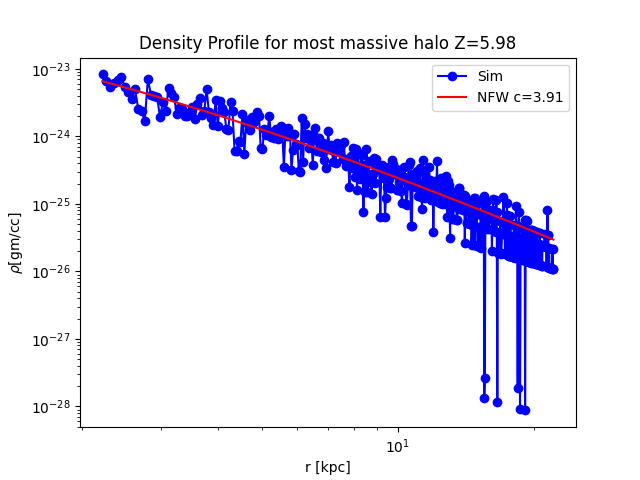 Density Profile for most massive halo Z=5.98
Sim
NFW c=3.91
10⁻²³
10⁻²⁴
10⁻²⁵
10⁻²⁶
10⁻²⁷
10⁻²⁸
ρ[gm/cc]
10¹
r [kpc]